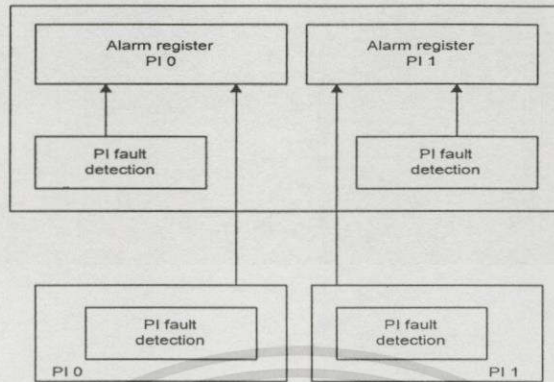 Alarm register
PI 0
Alarm register
PI 1
PI fault
detection
PI fault
detection
PI fault
detection
PI 0
PI fault
detection
PI 1